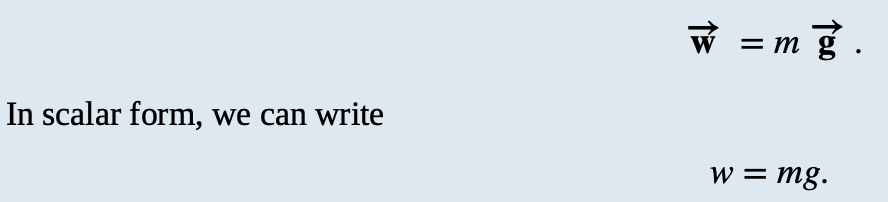 w⃗ = m g⃗ .
In scalar form, we can write
w = mg.